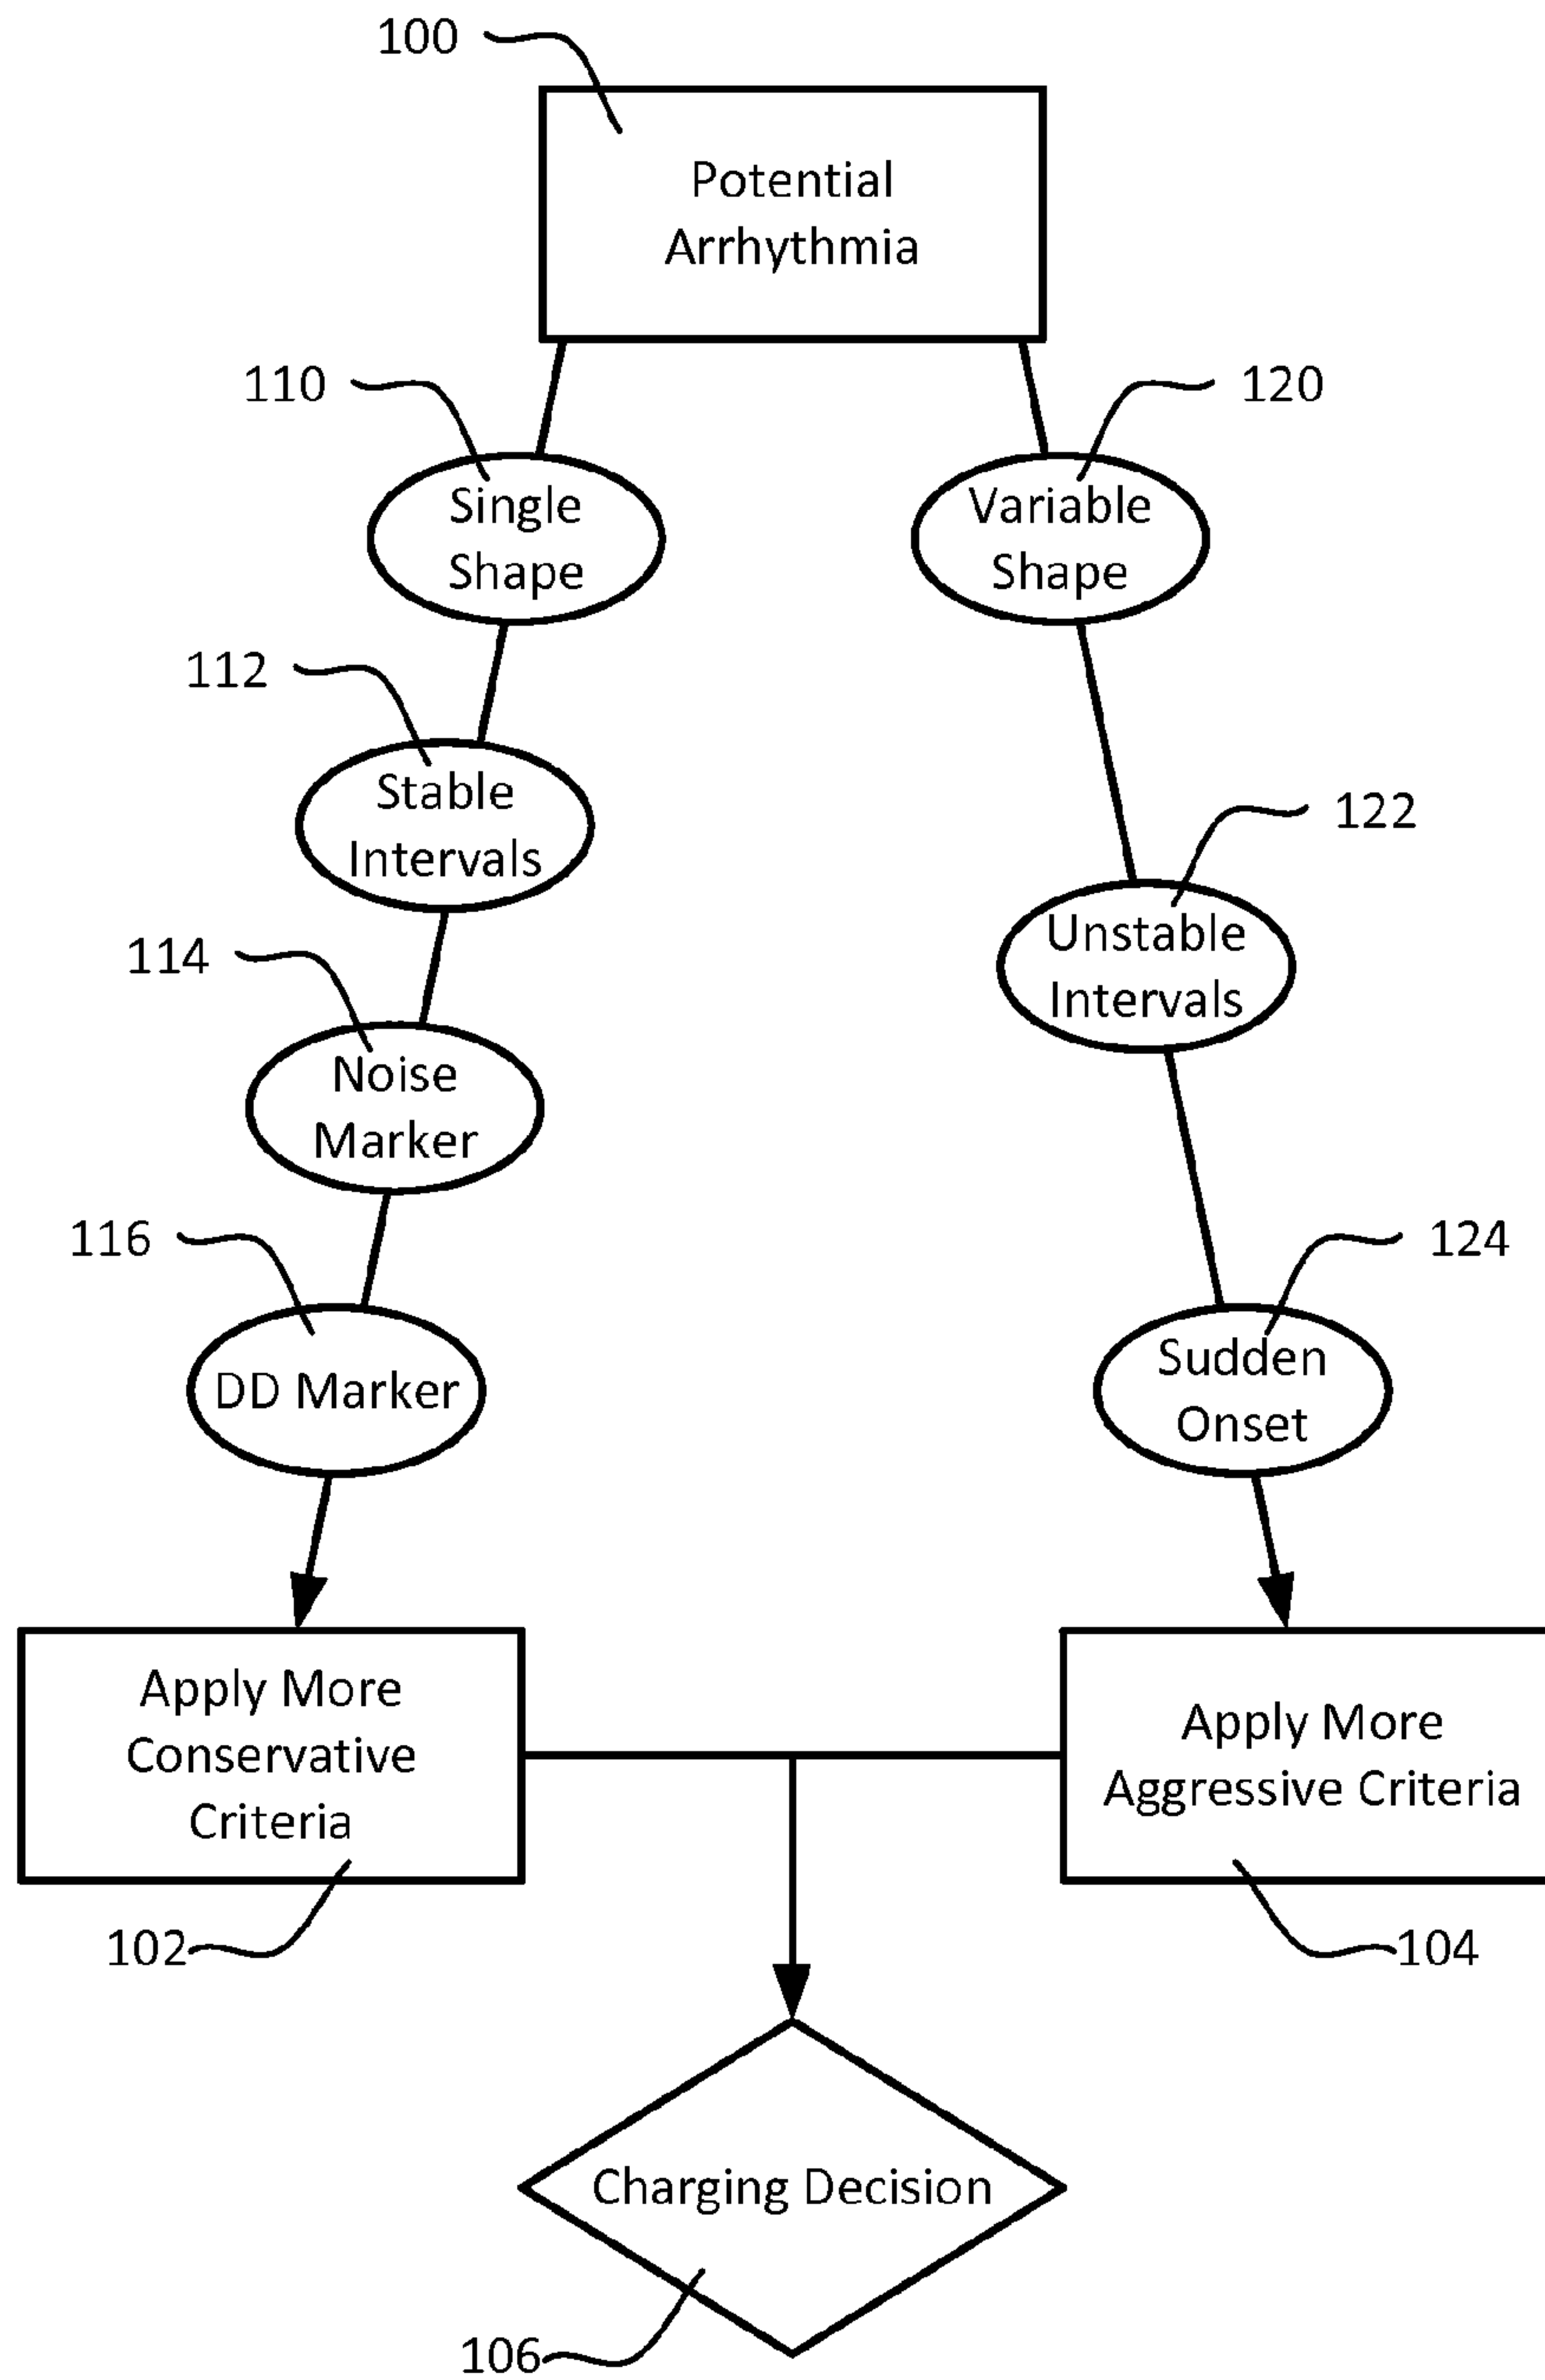 100
Potential
Arrhythmia
110
120
Single
Shape
Variable
Shape
112
Stable
Intervals
122
Unstable
Intervals
114
Noise
Marker
116
124
DD Marker
Sudden
Onset
Apply More
Conservative
Criteria
Apply More
Aggressive Criteria
102
104
Charging Decision
106